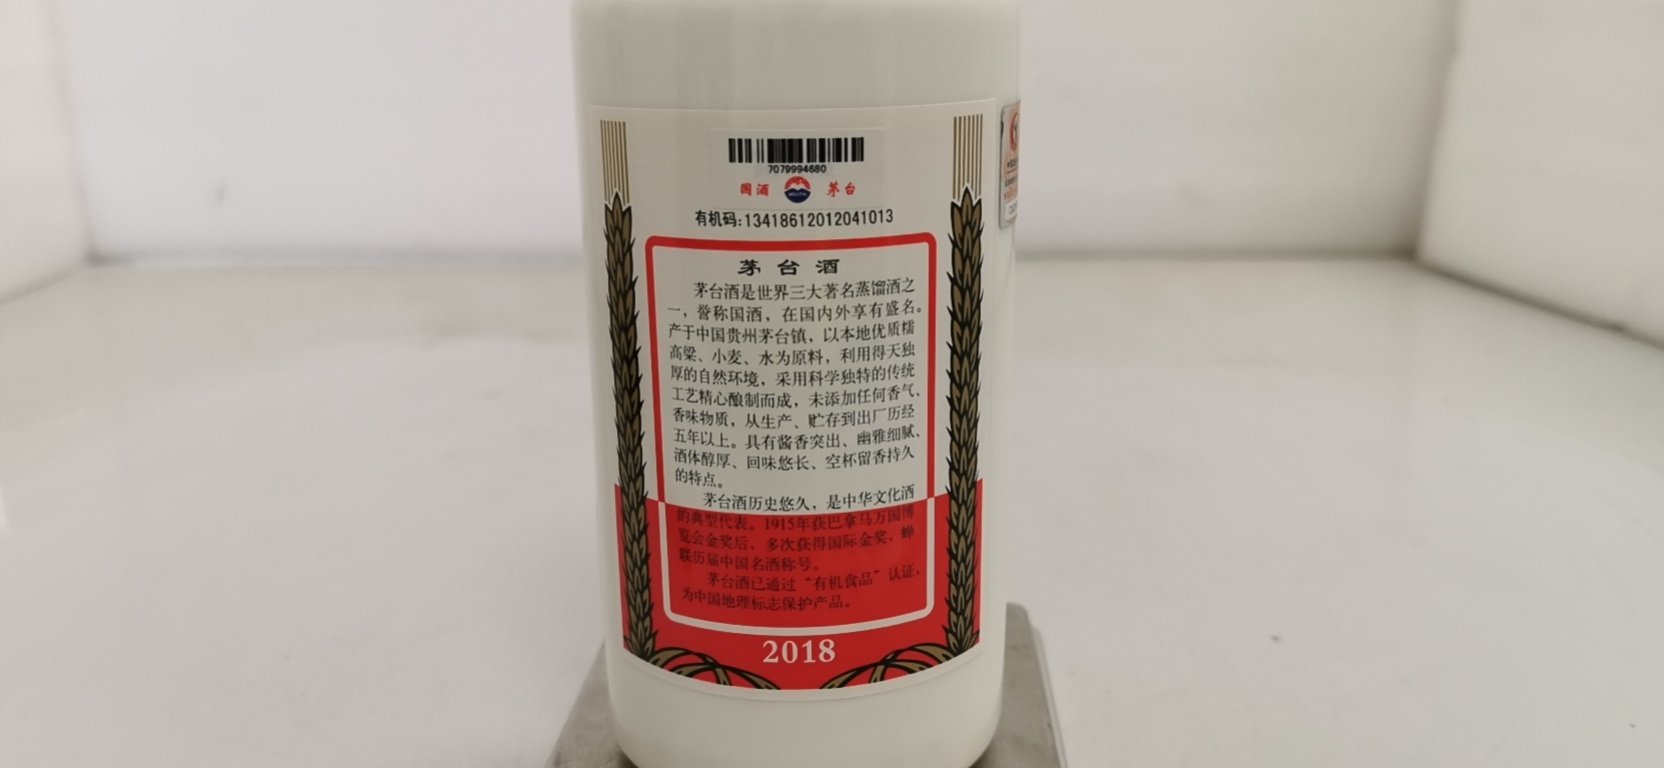 7079994680
国酒 茅台
有机码:13418612012041013
茅台酒
茅台酒是世界三大著名蒸馏酒之
一，誉称国酒，在国内外享有盛名。
产于中国贵州茅台镇，以本地优质糯
高粱、小麦、水为原料，利用得天独
厚的自然环境，采用科学独特的传统
工艺精心酿制而成，未添加任何香气、
香味物质，从生产、贮存到出厂历经
五年以上。具有酱香突出、幽雅细腻、
酒体醇厚、回味悠长、空杯留香持久
的特点。
茅台酒历史悠久，是中华文化酒
的典型代表。1915年获巴拿马万国博
览会金奖后，多次获得国际金奖，蝉
联历届中国名酒称号。
茅台酒已通过“有机食品”认证，
为中国地理标志保护产品。
2018